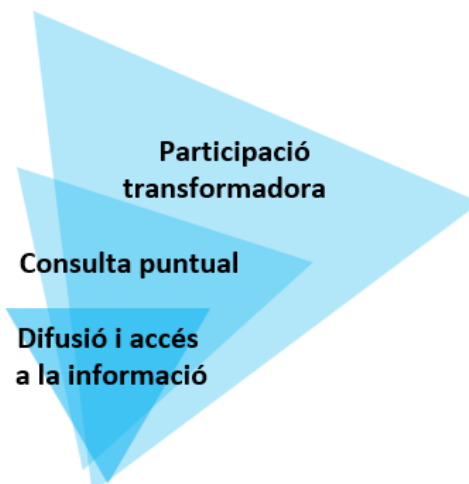 Participació
transformadora
Consulta puntual
Difusió i accés
a la informació